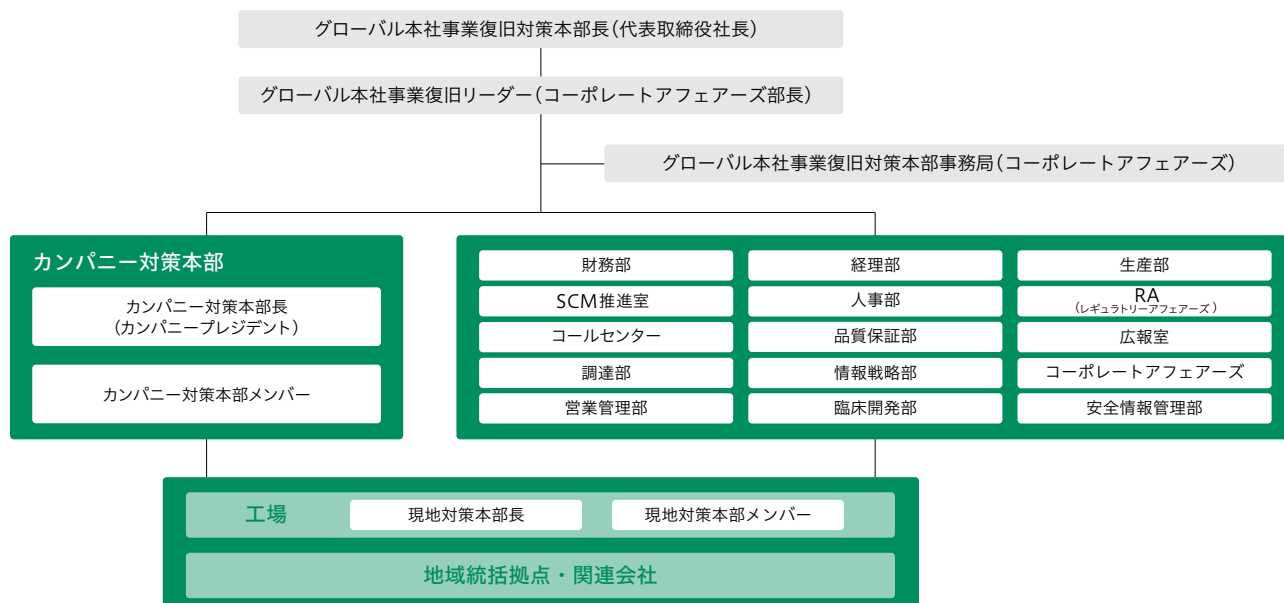 グローバル本社事業復旧対策本部長(代表取締役社長)
グローバル本社事業復旧リーダー(コーポレートアフェアーズ部長)
グローバル本社事業復旧対策本部事務局(コーポレートアフェアーズ)
カンパニー対策本部
カンパニー対策本部長
(カンパニープレジデント)
カンパニー対策本部メンバー
財務部
経理部
生産部
SCM推進室
人事部
RA
(レギュラトリーアフェアーズ)
コールセンター
品質保証部
広報室
調達部
情報戦略部
コーポレートアフェアーズ
営業管理部
臨床開発部
安全情報管理部
工場
現地対策本部長
現地対策本部メンバー
地域統括拠点・関連会社